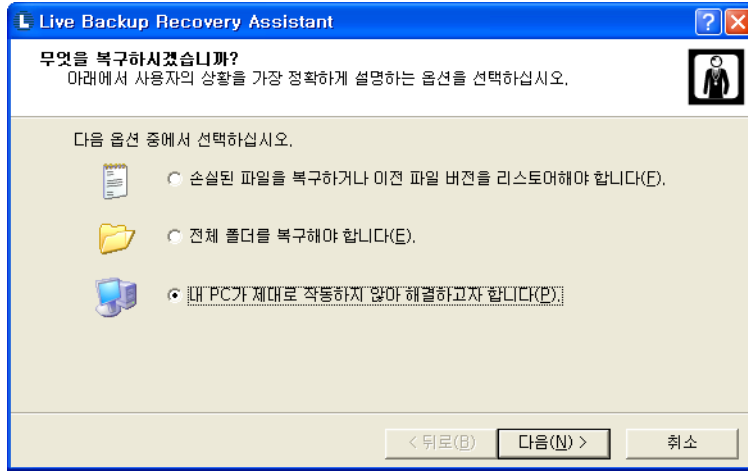 Live Backup Recovery Assistant
무엇을 복구하시겠습니까?
아래에서 사용자의 상황을 가장 정확하게 설명하는 옵션을 선택하십시오.
다음 옵션 중에서 선택하십시오.
손실된 파일을 복구하거나 이전 파일 버전을 리스토어해야 합니다(F).
전체 폴더를 복구해야 합니다(E).
내 PC가 제대로 작동하지 않아 해결하고자 합니다(P).
< 뒤로(B)
다음(N) >
취소